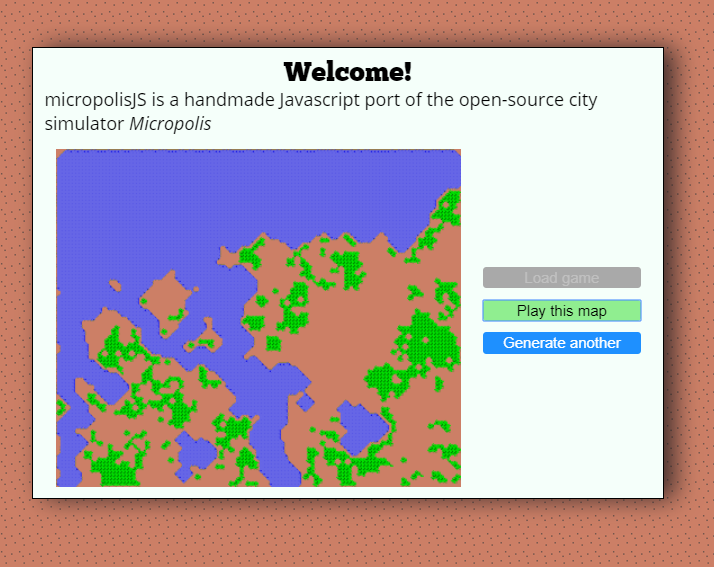 Welcome!
micropolisJS is a handmade Javascript port of the open-source city
simulator Micropolis
Load game
Play this map
Generate another